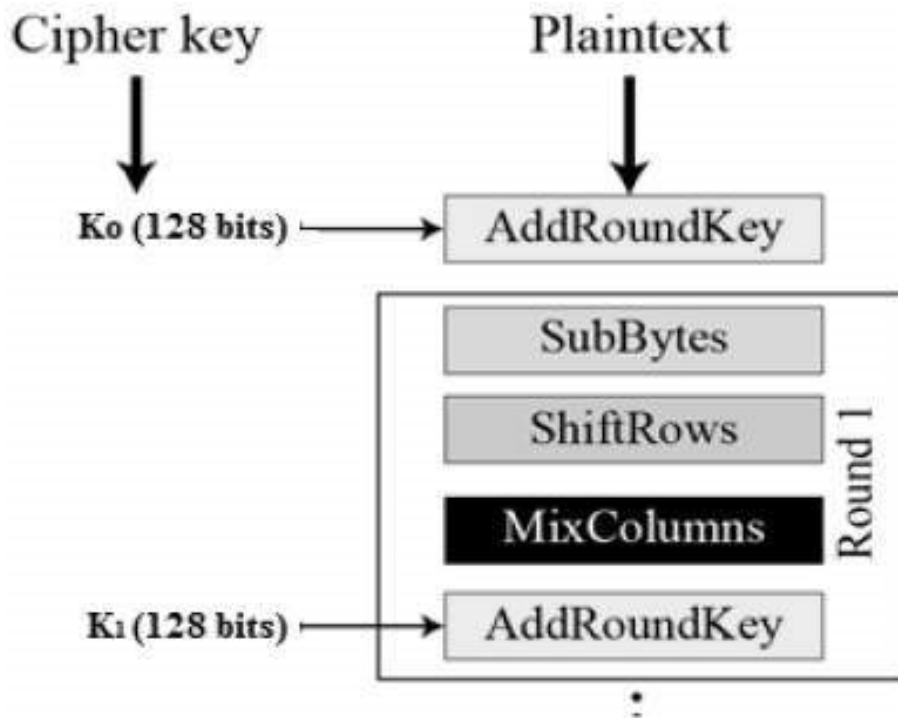 Cipher key
Plaintext
K0 (128 bits)
AddRoundKey
SubBytes
ShiftRows
MixColumns
Round 1
K1 (128 bits)
AddRoundKey